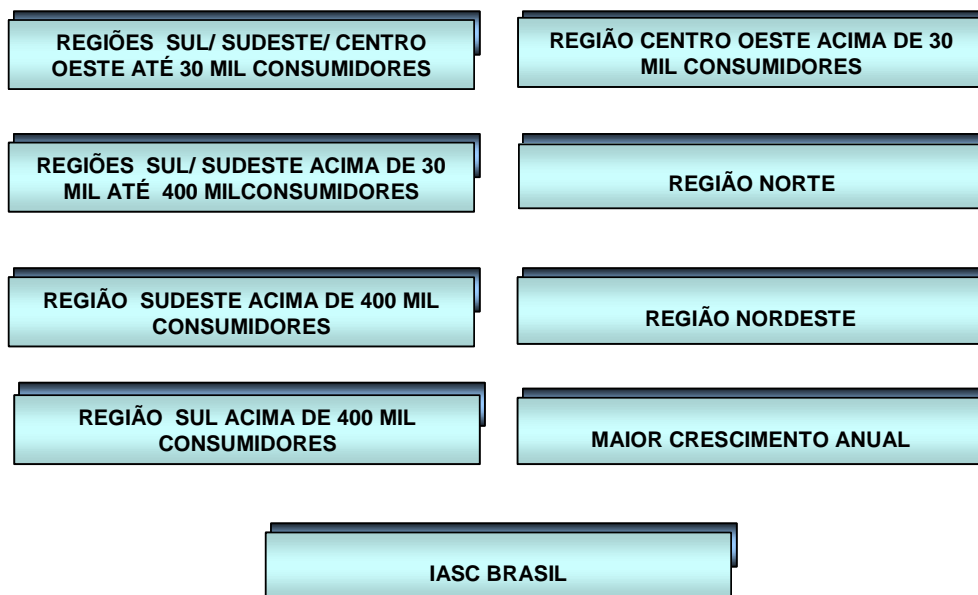 REGIÕES SUL/ SUDESTE/ CENTRO
OESTE ATÉ 30 MIL CONSUMIDORES
REGIÃO CENTRO OESTE ACIMA DE 30
MIL CONSUMIDORES
REGIÕES SUL/ SUDESTE ACIMA DE 30
MIL ATÉ 400 MILCONSUMIDORES
REGIÃO NORTE
REGIÃO SUDESTE ACIMA DE 400 MIL
CONSUMIDORES
REGIÃO NORDESTE
REGIÃO SUL ACIMA DE 400 MIL
CONSUMIDORES
MAIOR CRESCIMENTO ANUAL
IASC BRASIL